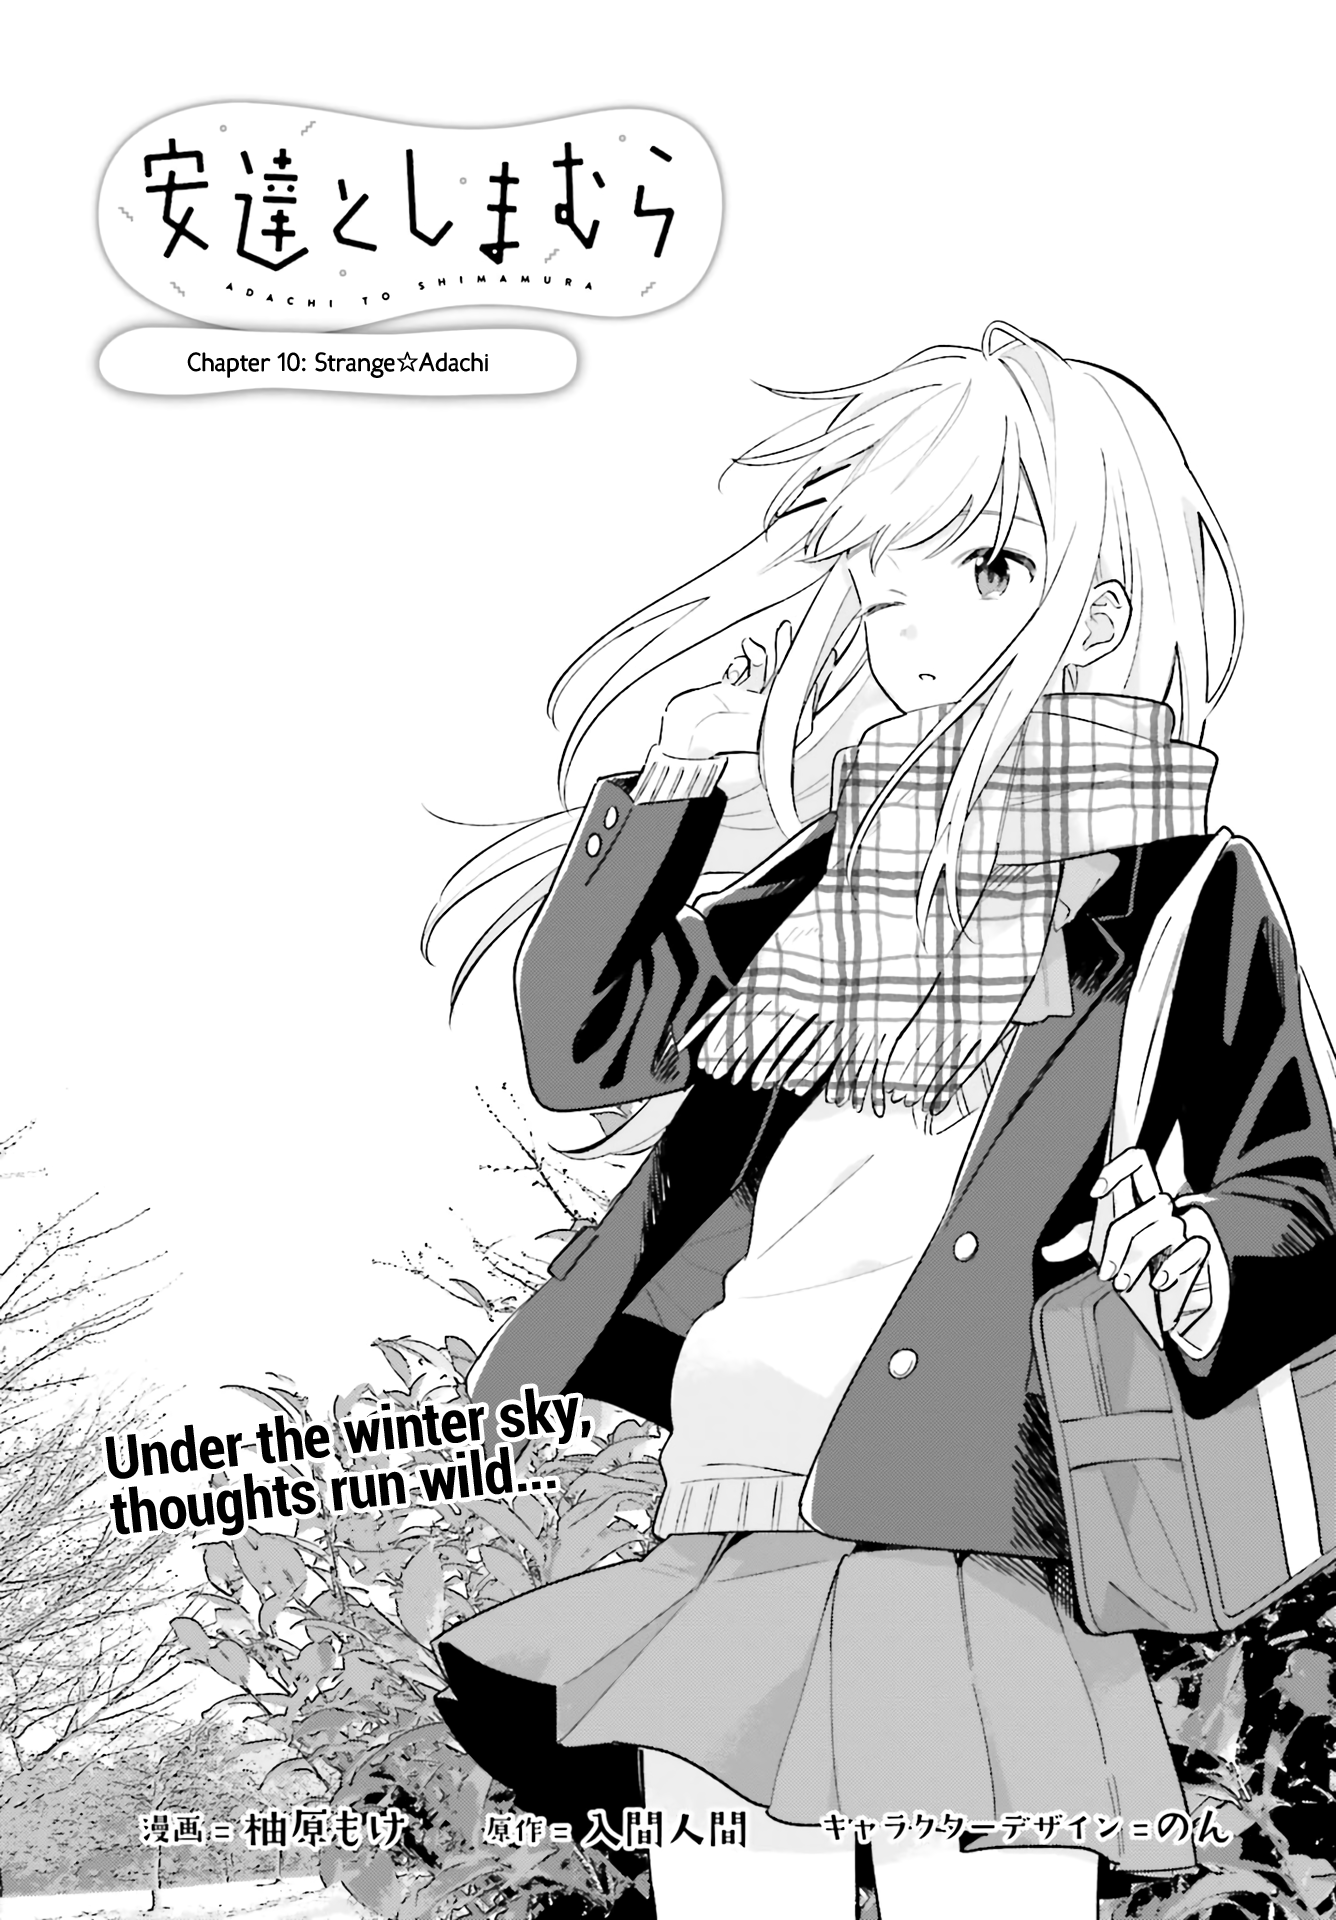 安達としまむら
ADACHI TO SHIMAMURA
Chapter 10: Strange☆Adachi
Under the winter sky,
thoughts run wild...
漫画=柚原もけ 原作=入間人間 キャラクターデザイン=のん